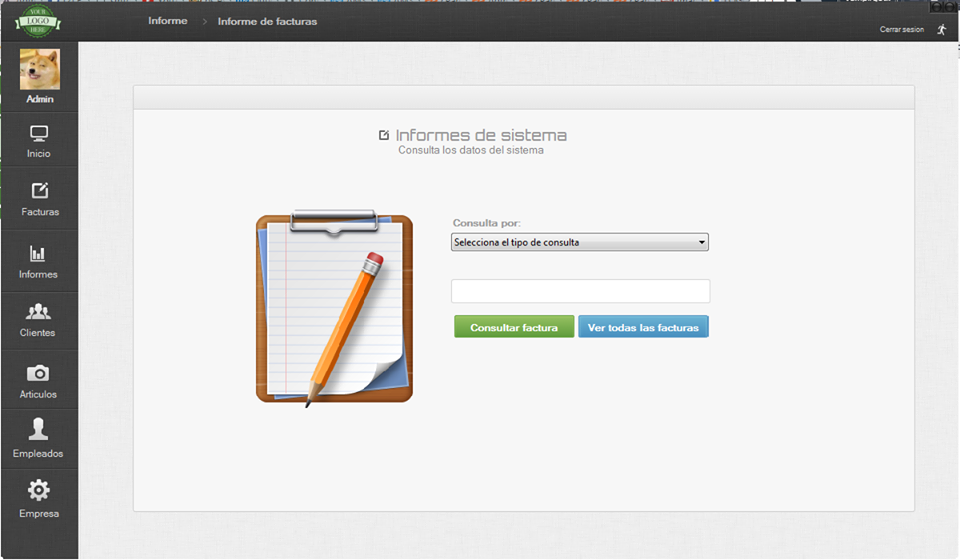 YOUR
LOGO
HERE
Informe
Informe de facturas
Cerrar sesion
Admin
Inicio
Facturas
Informes
Clientes
Articulos
Empleados
Empresa
Informes de sistema
Consulta los datos del sistema
Consulta por:
Selecciona el tipo de consulta
Consultar factura
Ver todas las facturas